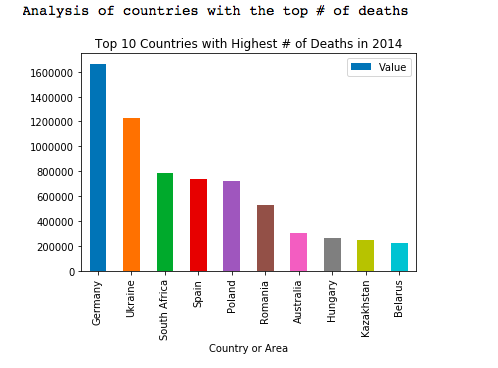 Analysis of countries with the top # of deaths
Top 10 Countries with Highest # of Deaths in 2014
Value
1600000
1400000
1200000
1000000
800000
600000
400000
200000
0
Germany
Ukraine
South Africa
Spain
Poland
Romania
Australia
Hungary
Kazakhstan
Belarus
Country or Area